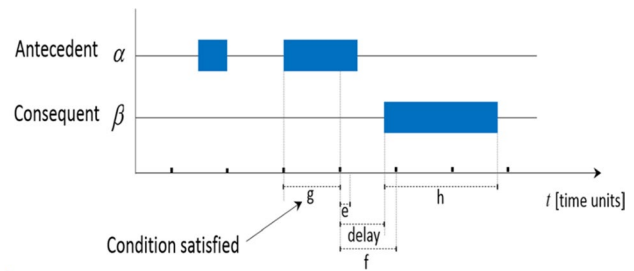 Antecedent α
Consequent β
g
e
h
t [time units]
delay
Condition satisfied
f